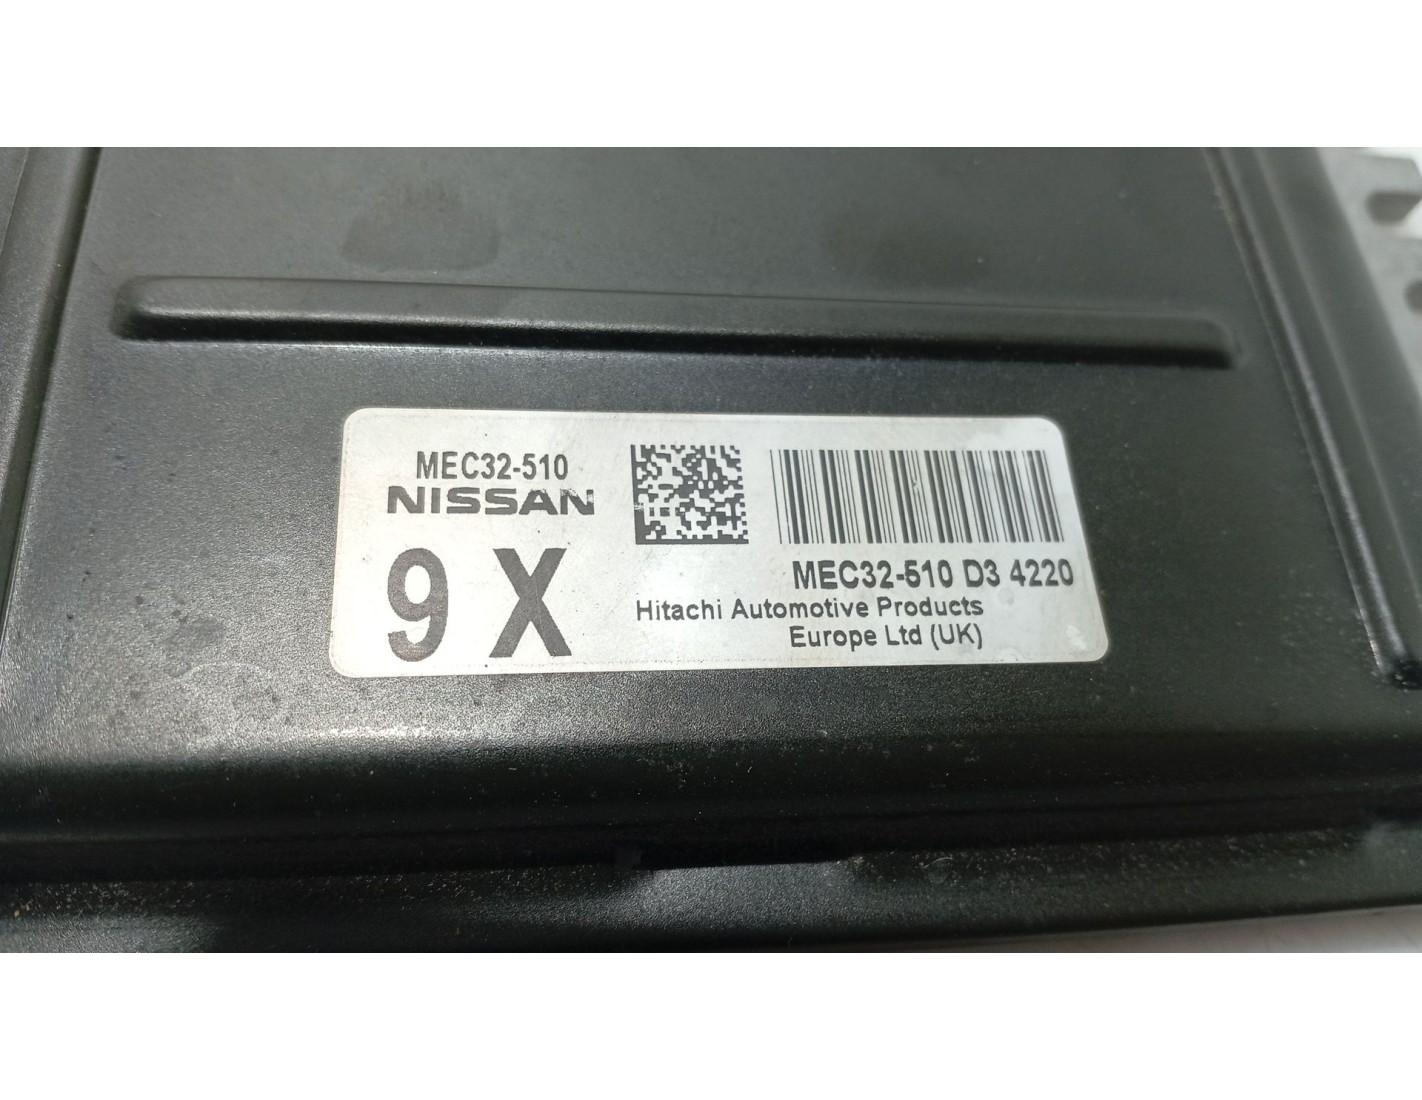 MEC32-510
NISSAN
9 X
MEC32-510 D3 4220
Hitachi Automotive Products
Europe Ltd (UK)